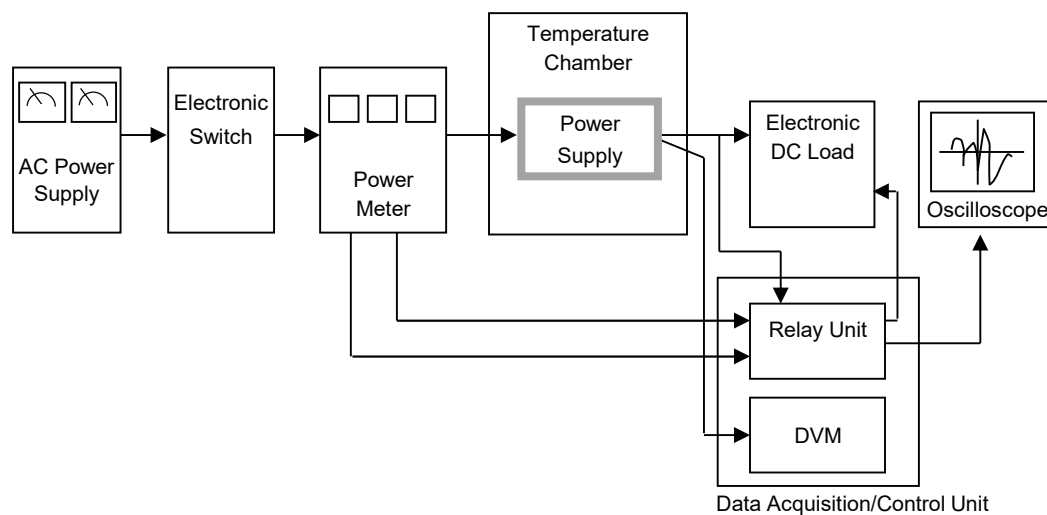 Temperature
Chamber
AC Power
Supply
Electronic
Switch
Power
Meter
Power
Supply
Electronic
DC Load
Oscilloscope
Relay Unit
DVM
Data Acquisition/Control Unit